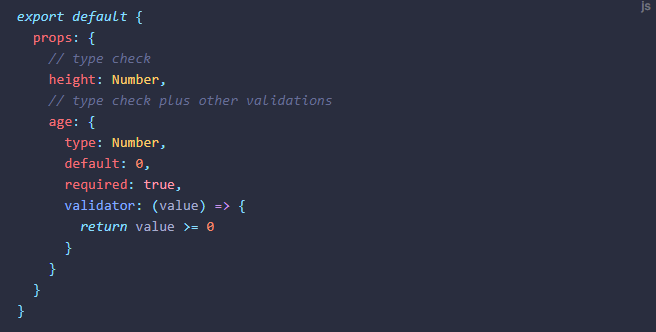 js
export default {
  props: {
    // type check
    height: Number,
    // type check plus other validations
    age: {
      type: Number,
      default: 0,
      required: true,
      validator: (value) => {
        return value >= 0
      }
    }
  }
}